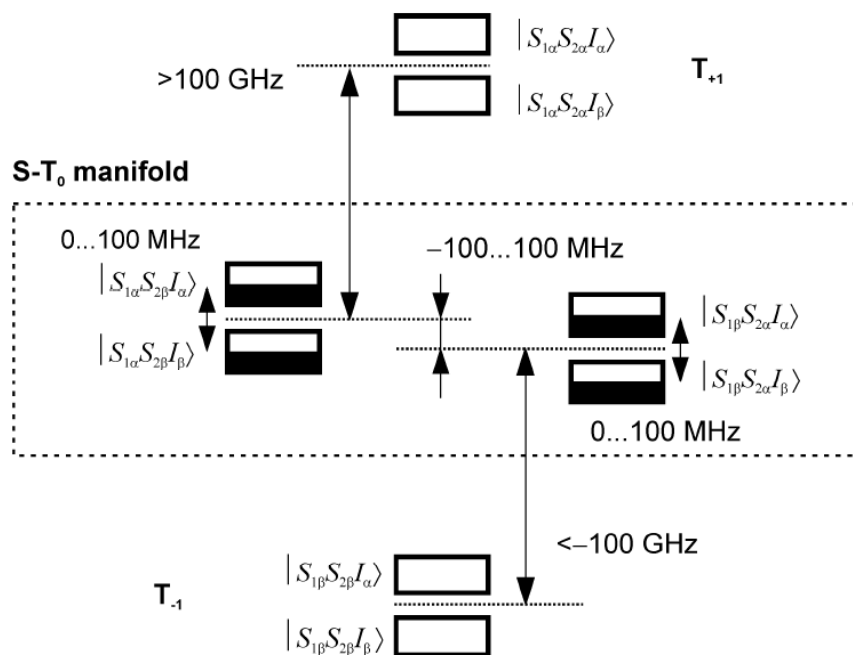 | S₁αS₂αIα⟩
>100 GHz
T₊₁
| S₁αS₂αIβ⟩
S-T₀ manifold
0...100 MHz
−100...100 MHz
| S₁αS₂βIα⟩
| S₁βS₂αIα⟩
| S₁αS₂βIβ⟩
| S₁βS₂αIβ⟩
0...100 MHz
<−100 GHz
| S₁βS₂βIα⟩
T₋₁
| S₁βS₂βIβ⟩